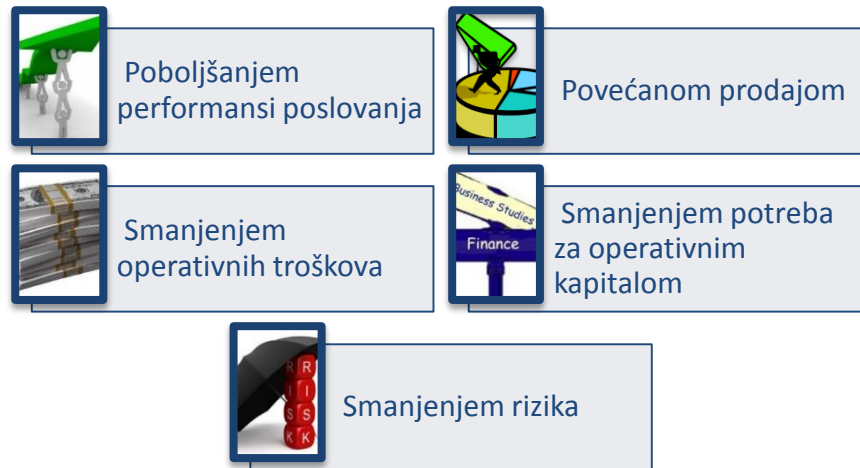 Poboljšanjem
performansi poslovanja
Povećanom prodajom
Smanjenjem
operativnih troškova
Business Studies
Finance
Smanjenjem potreba
za operativnim
kapitalom
R R
I I
S S
K K
Smanjenjem rizika